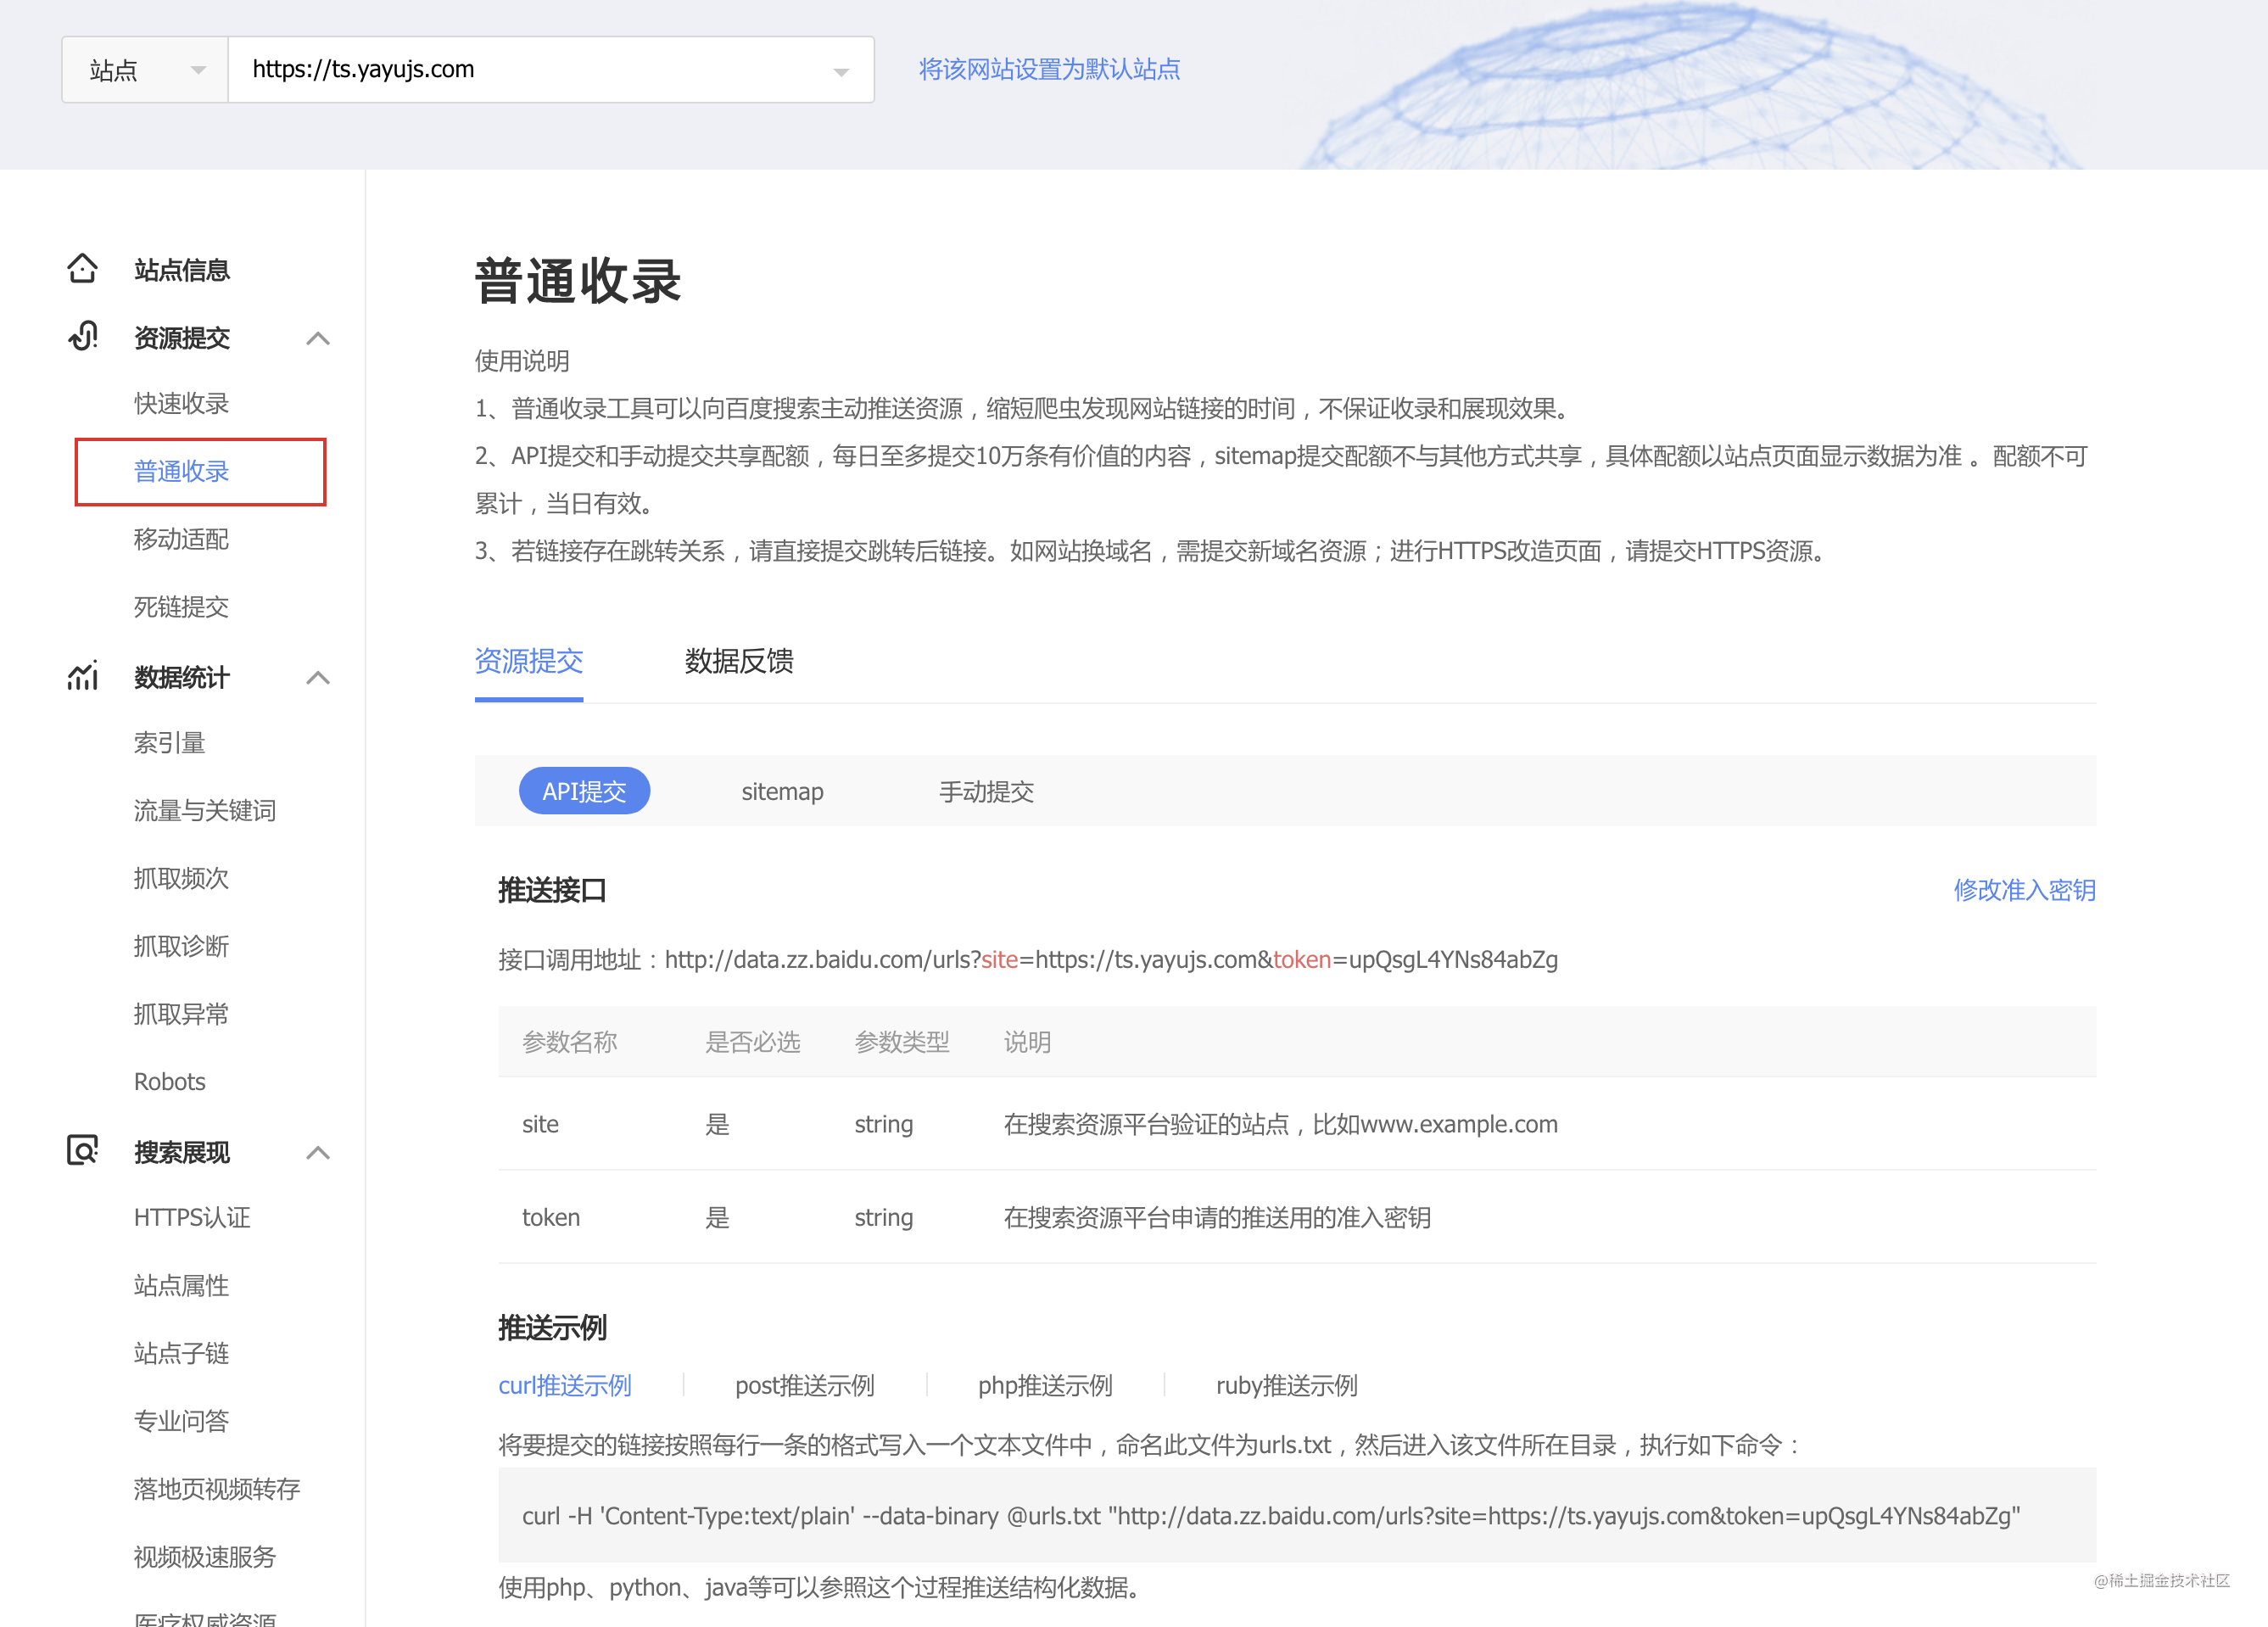 站点
https://ts.yayujs.com
将该网站设置为默认站点
站点信息
资源提交
快速收录
普通收录
移动适配
死链提交
数据统计
索引量
流量与关键词
抓取频次
抓取诊断
抓取异常
Robots
搜索展现
HTTPS认证
站点属性
站点子链
专业问答
落地页视频转存
视频极速服务
医疗权威资源
普通收录
使用说明
1、普通收录工具可以向百度搜索主动推送资源，缩短爬虫发现网站链接的时间，不保证收录和展现效果。
2、API提交和手动提交共享配额，每日至多提交10万条有价值的内容，sitemap提交配额不与其他方式共享，具体配额以站点页面显示数据为准 。配额不可
累计，当日有效。
3、若链接存在跳转关系，请直接提交跳转后链接。如网站换域名，需提交新域名资源；进行HTTPS改造页面，请提交HTTPS资源。
资源提交 数据反馈
API提交 sitemap 手动提交
推送接口 修改准入密钥
接口调用地址：http://data.zz.baidu.com/urls?site=https://ts.yayujs.com&token=upQsgL4YNs84abZg
参数名称 是否必选 参数类型 说明
site 是 string 在搜索资源平台验证的站点，比如www.example.com
token 是 string 在搜索资源平台申请的推送用的准入密钥
推送示例
curl推送示例 post推送示例 php推送示例 ruby推送示例
将要提交的链接按照每行一条的格式写入一个文本文件中，命名此文件为urls.txt，然后进入该文件所在目录，执行如下命令：
curl -H 'Content-Type:text/plain' --data-binary @urls.txt "http://data.zz.baidu.com/urls?site=https://ts.yayujs.com&token=upQsgL4YNs84abZg"
使用php、python、java等可以参照这个过程推送结构化数据。
@稀土掘金技术社区